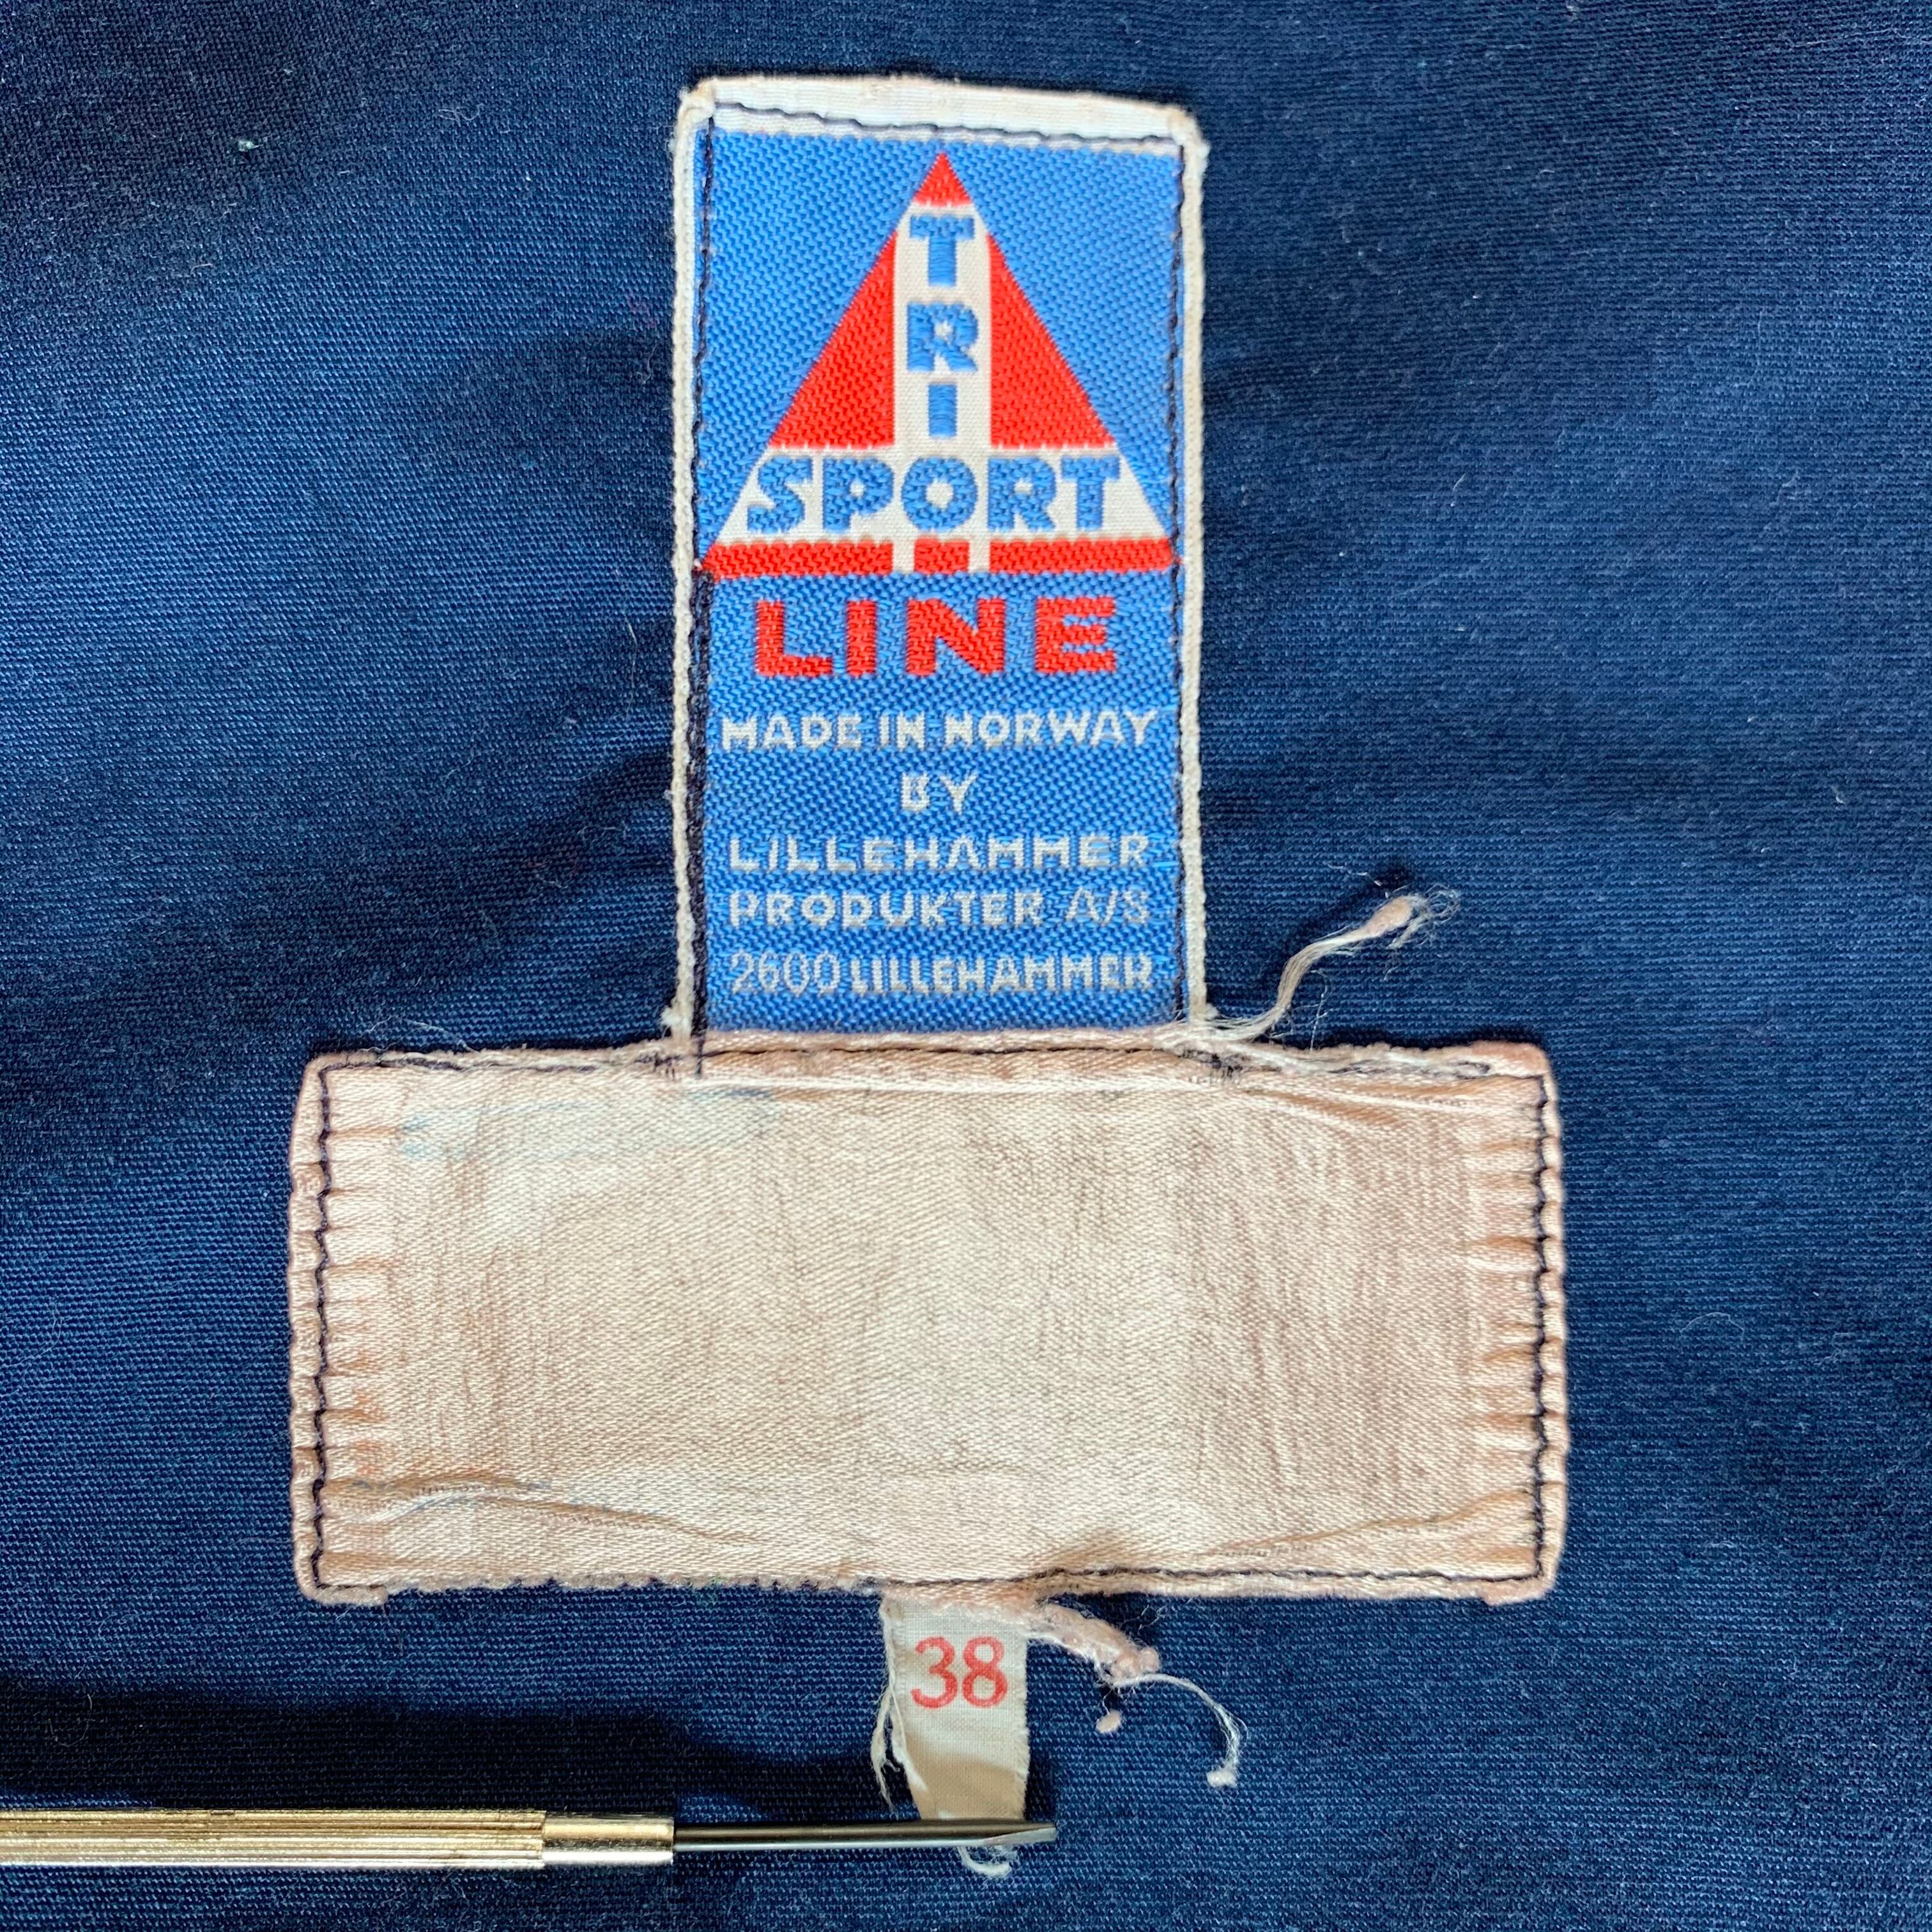 TRI
SPORT
LINE
MADE IN NORWAY
BY
LILLEHAMMER
PRODUKTER A/S
2600 LILLEHAMMER
38